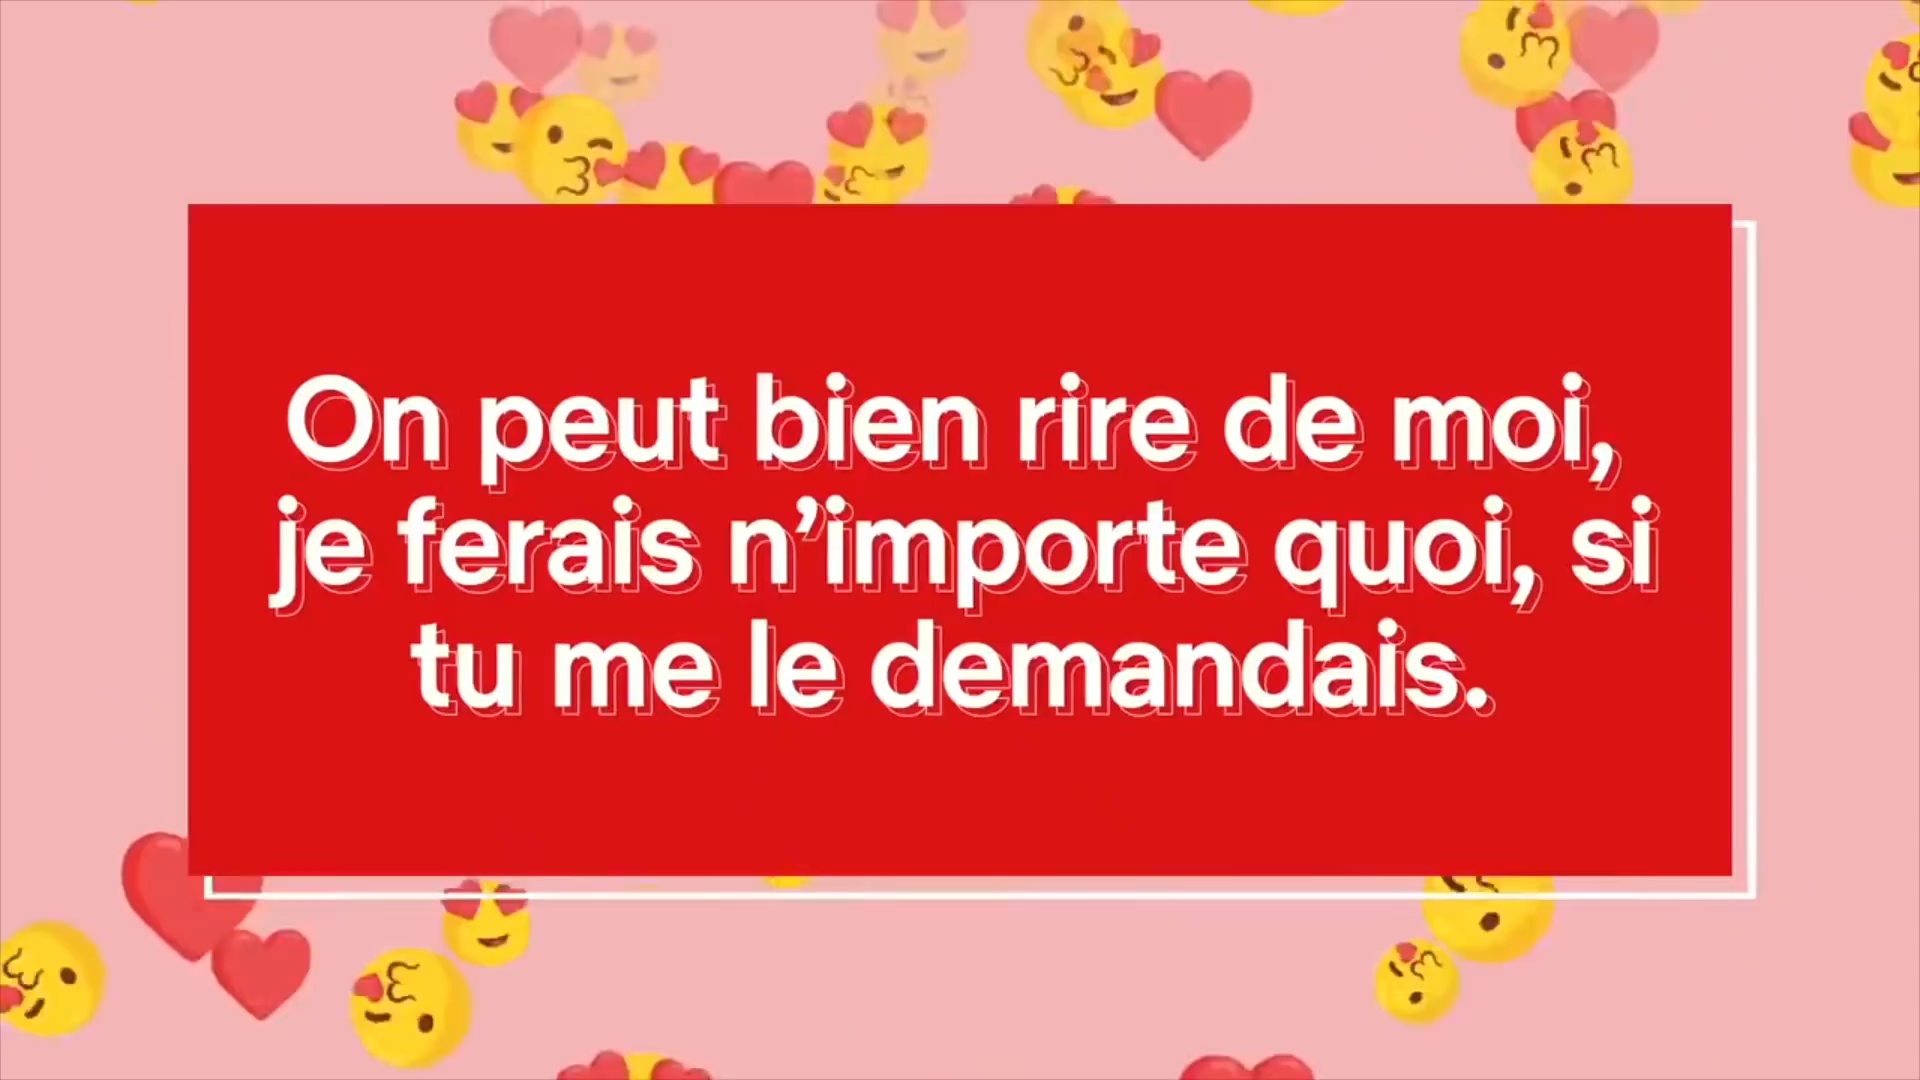 On peut bien rire de moi,
je ferais n’importe quoi, si
tu me le demandais.